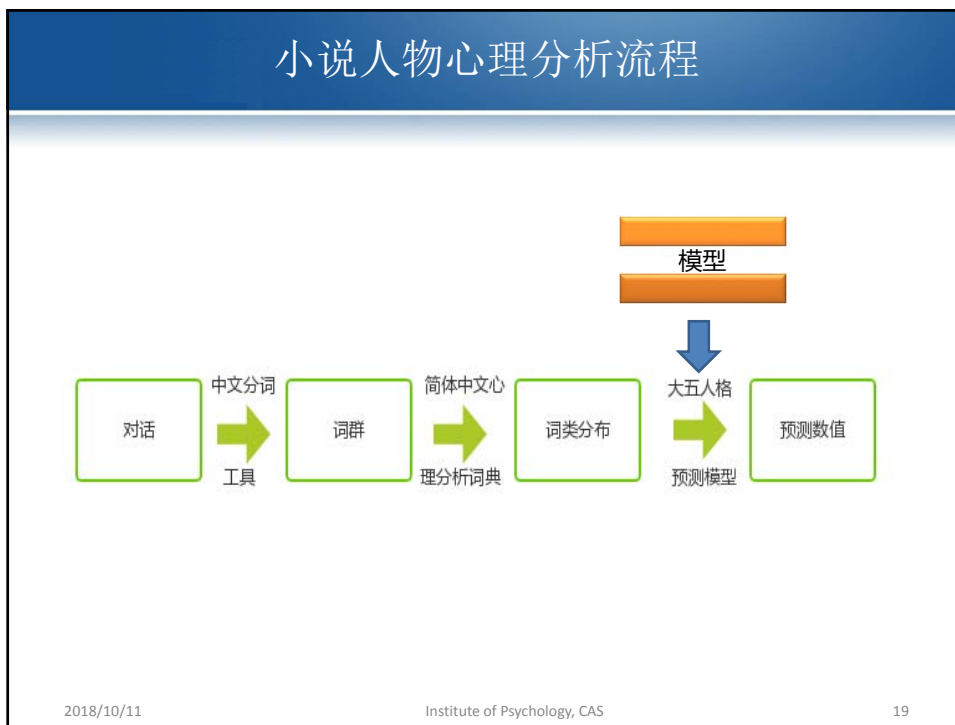 小说人物心理分析流程
模型
中文分词
简体中文心
大五人格
对话
词群
词类分布
预测数值
工具
理分析词典
预测模型
2018/10/11
Institute of Psychology, CAS
19